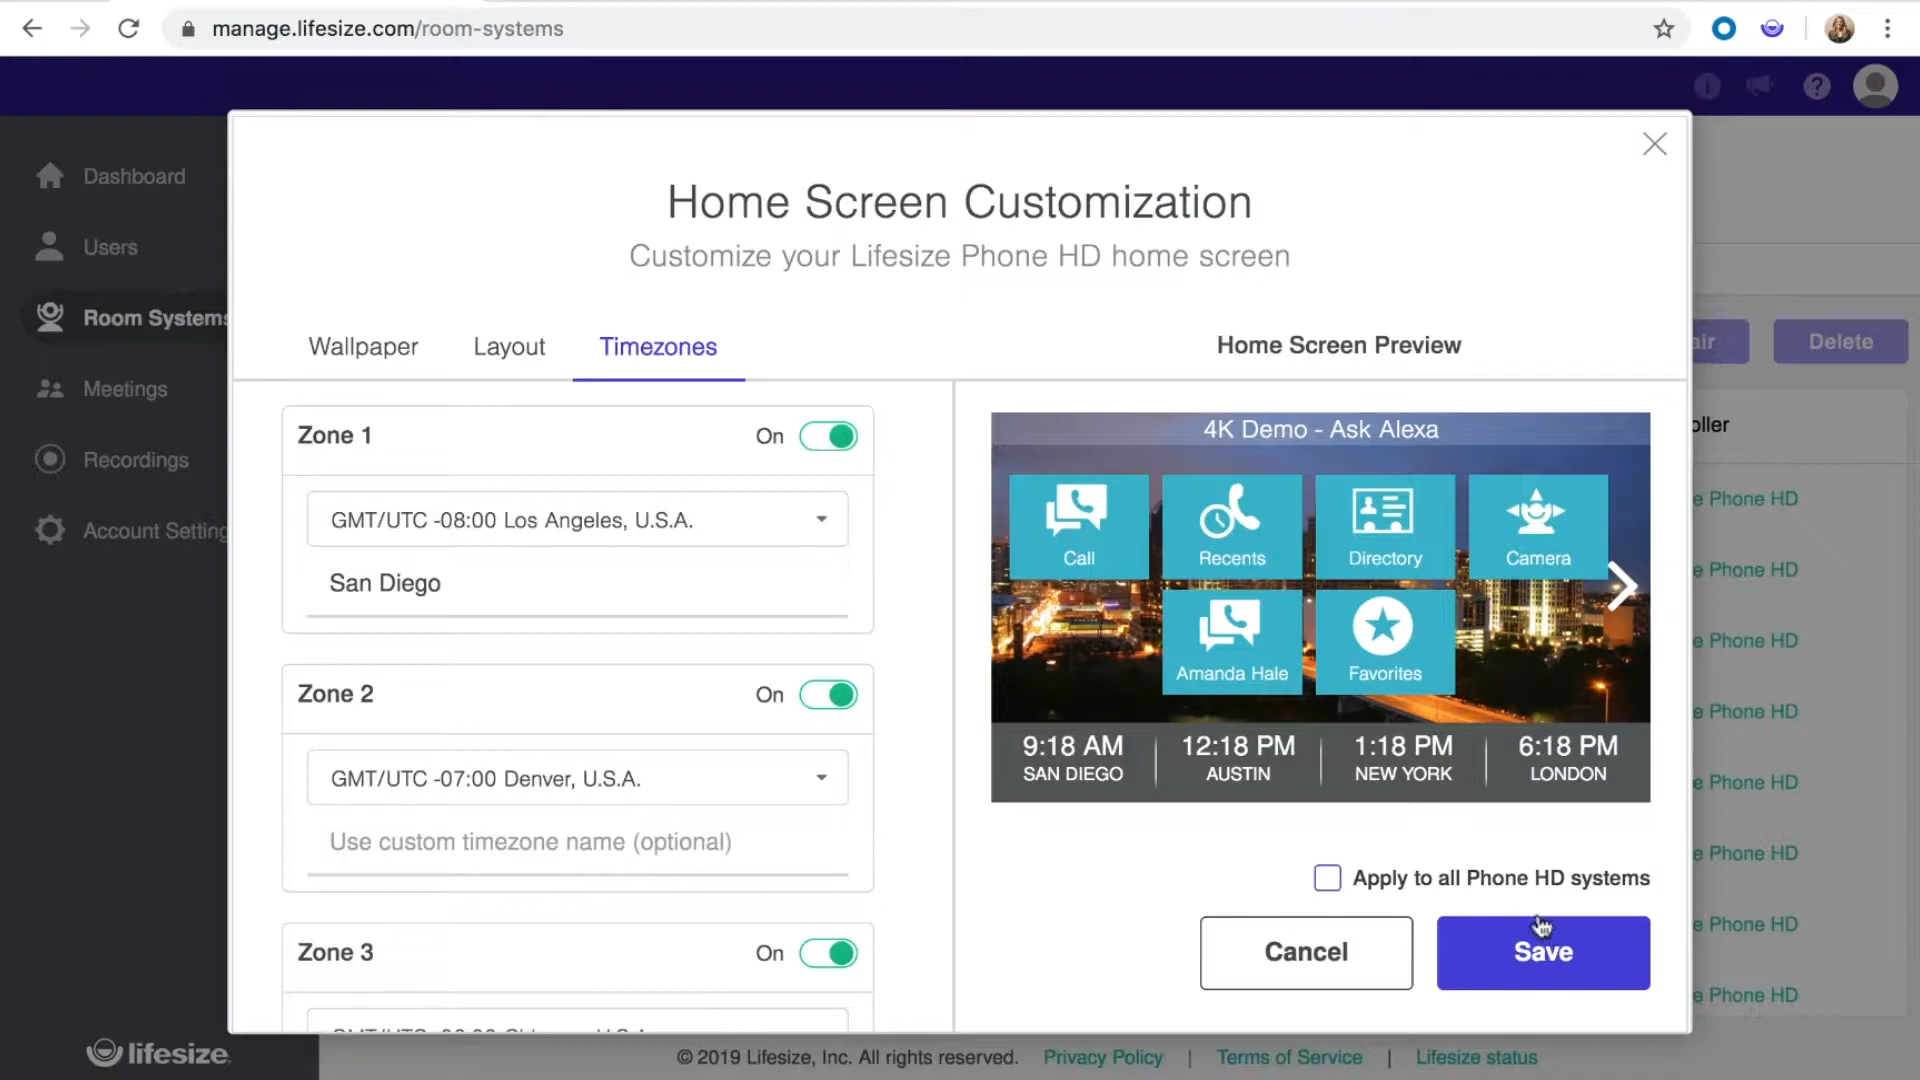 manage.lifesize.com/room-systems
Dashboard
Users
Room Systems
Meetings
Recordings
Account Setting
lifesize
Home Screen Customization
Customize your Lifesize Phone HD home screen
Wallpaper
Layout
Timezones
Home Screen Preview
Zone 1
On
GMT/UTC -08:00 Los Angeles, U.S.A.
San Diego
Zone 2
On
GMT/UTC -07:00 Denver, U.S.A.
Use custom timezone name (optional)
Zone 3
On
4K Demo - Ask Alexa
Call
Recents
Directory
Camera
Amanda Hale
Favorites
9:18 AM
SAN DIEGO
12:18 PM
AUSTIN
1:18 PM
NEW YORK
6:18 PM
LONDON
Apply to all Phone HD systems
Cancel
Save
air
Delete
oller
e Phone HD
e Phone HD
e Phone HD
e Phone HD
e Phone HD
e Phone HD
e Phone HD
e Phone HD
© 2019 Lifesize, Inc. All rights reserved.
Privacy Policy
|
Terms of Service
|
Lifesize status